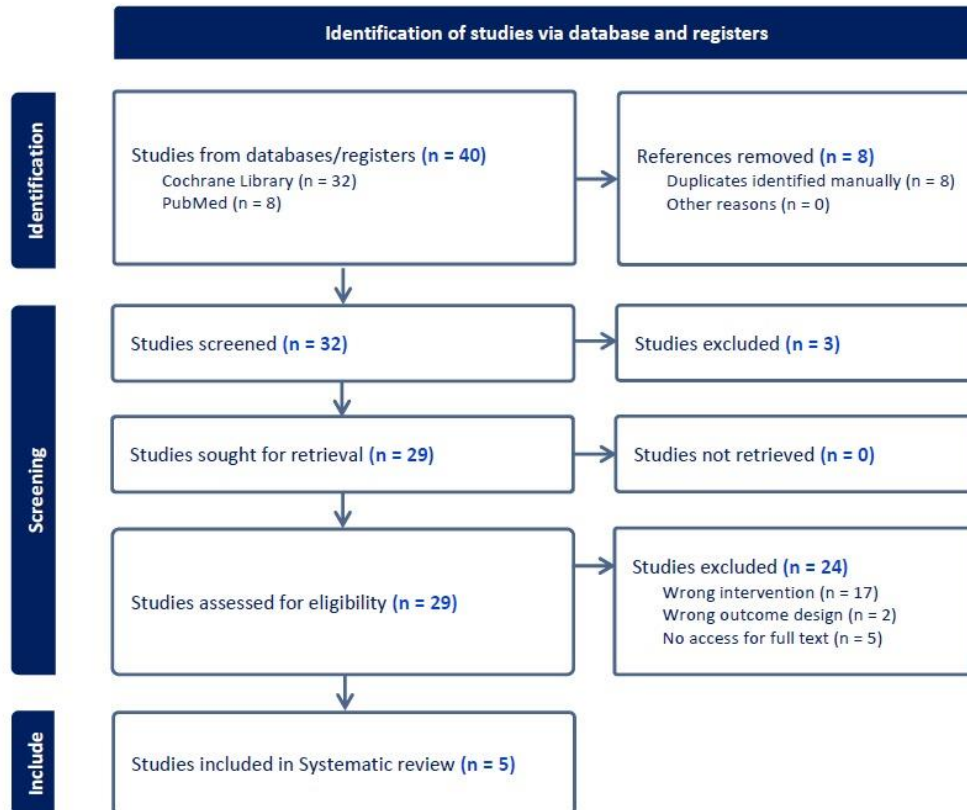 Identification of studies via database and registers
Identification
Studies from databases/registers (n = 40)
Cochrane Library (n = 32)
PubMed (n = 8)
References removed (n = 8)
Duplicates identified manually (n = 8)
Other reasons (n = 0)
Screening
Studies screened (n = 32)
Studies excluded (n = 3)
Studies sought for retrieval (n = 29)
Studies not retrieved (n = 0)
Studies assessed for eligibility (n = 29)
Studies excluded (n = 24)
Wrong intervention (n = 17)
Wrong outcome design (n = 2)
No access for full text (n = 5)
Include
Studies included in Systematic review (n = 5)